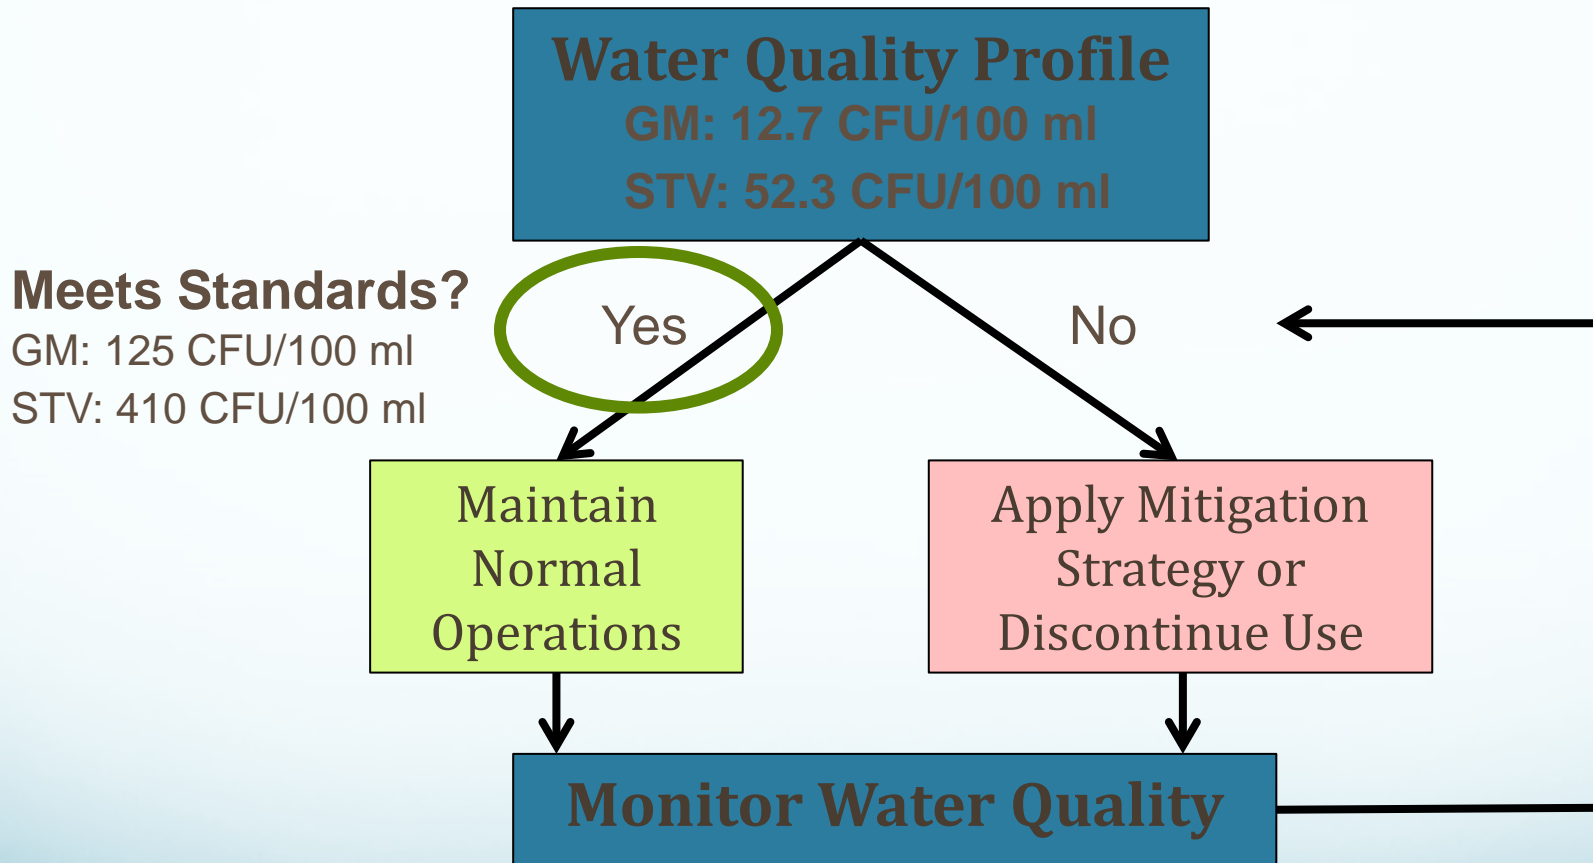 Water Quality Profile
GM: 12.7 CFU/100 ml
STV: 52.3 CFU/100 ml
Meets Standards?
GM: 125 CFU/100 ml
STV: 410 CFU/100 ml
Yes
No
Maintain
Normal
Operations
Apply Mitigation
Strategy or
Discontinue Use
Monitor Water Quality